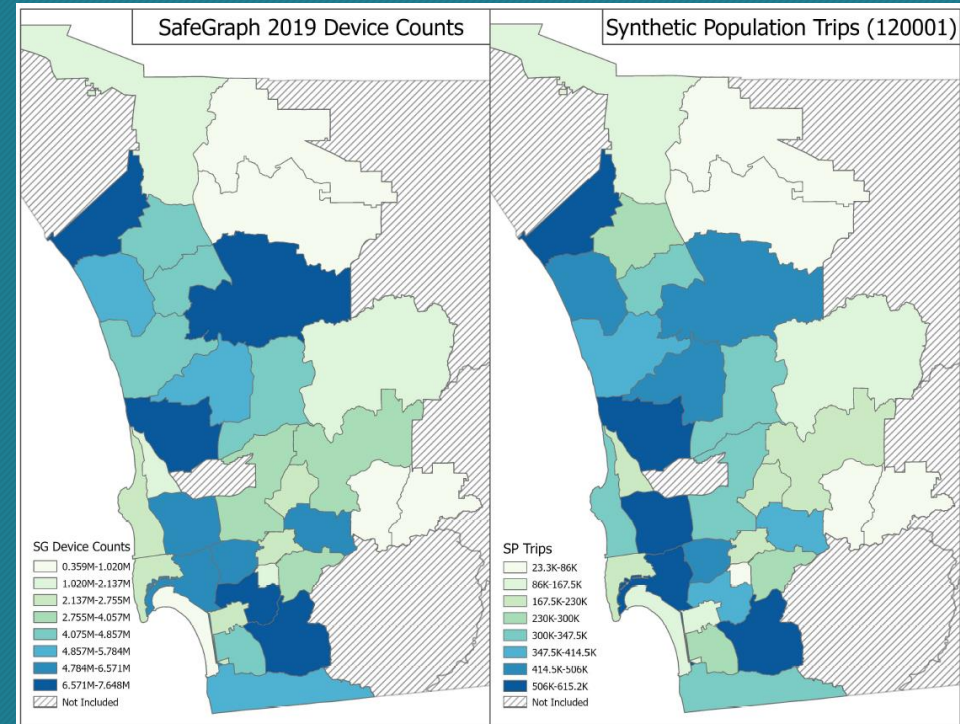 SafeGraph 2019 Device Counts
SG Device Counts
0.359M-1.020M
1.020M-2.137M
2.137M-2.755M
2.755M-4.057M
4.075M-4.857M
4.857M-5.784M
4.784M-6.571M
6.571M-7.648M
Not Included
Synthetic Population Trips (120001)
SP Trips
23.3K-86K
86K-167.5K
167.5K-230K
230K-300K
300K-347.5K
347.5K-414.5K
414.5K-506K
506K-615.2K
Not Included